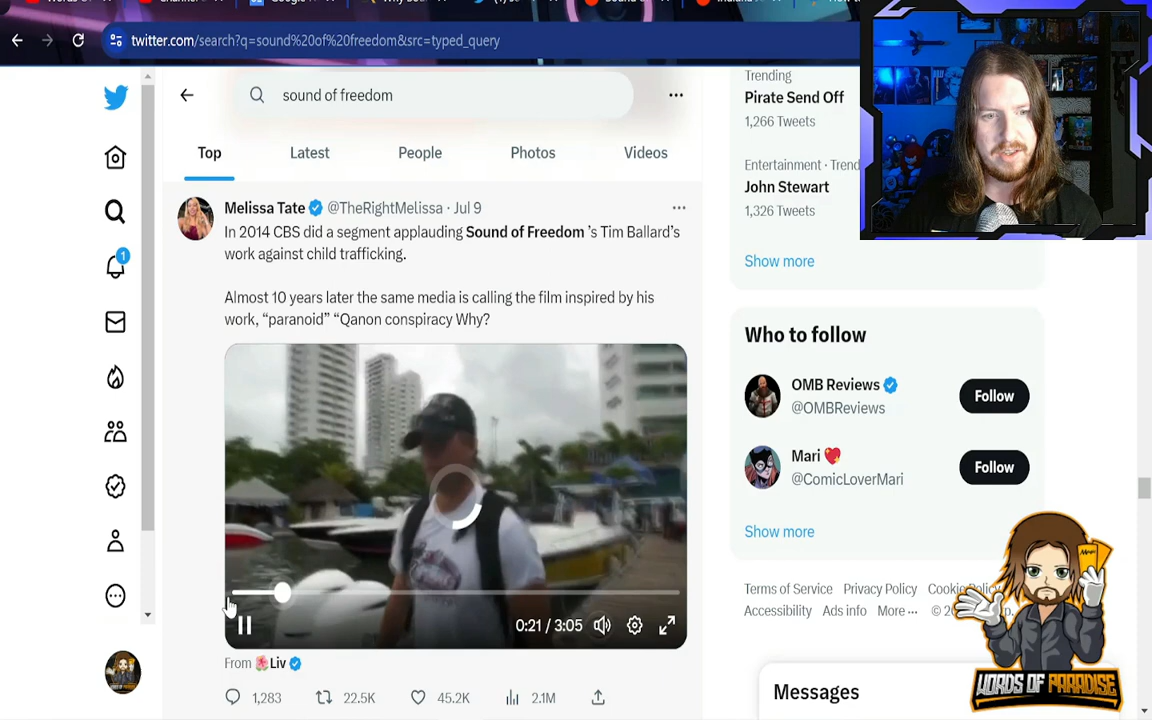 twitter.com/search?q=sound%20of%20freedom&src=typed_query
sound of freedom
Top
Latest
People
Photos
Videos
Melissa Tate @TheRightMelissa · Jul 9
In 2014 CBS did a segment applauding Sound of Freedom 's Tim Ballard's
work against child trafficking.
Almost 10 years later the same media is calling the film inspired by his
work, “paranoid” “Qanon conspiracy Why?
0:21 / 3:05
From 🌺Liv
1,283
22.5K
45.2K
2.1M
1
Trending
Pirate Send Off
1,266 Tweets
Entertainment · Trend
John Stewart
1,326 Tweets
Show more
Who to follow
OMB Reviews
@OMBReviews
Follow
Mari 💖
@ComicLoverMari
Follow
Show more
Terms of Service Privacy Policy Cookie
Accessibility Ads info More ···
Messages
WORDS OF PARADISE